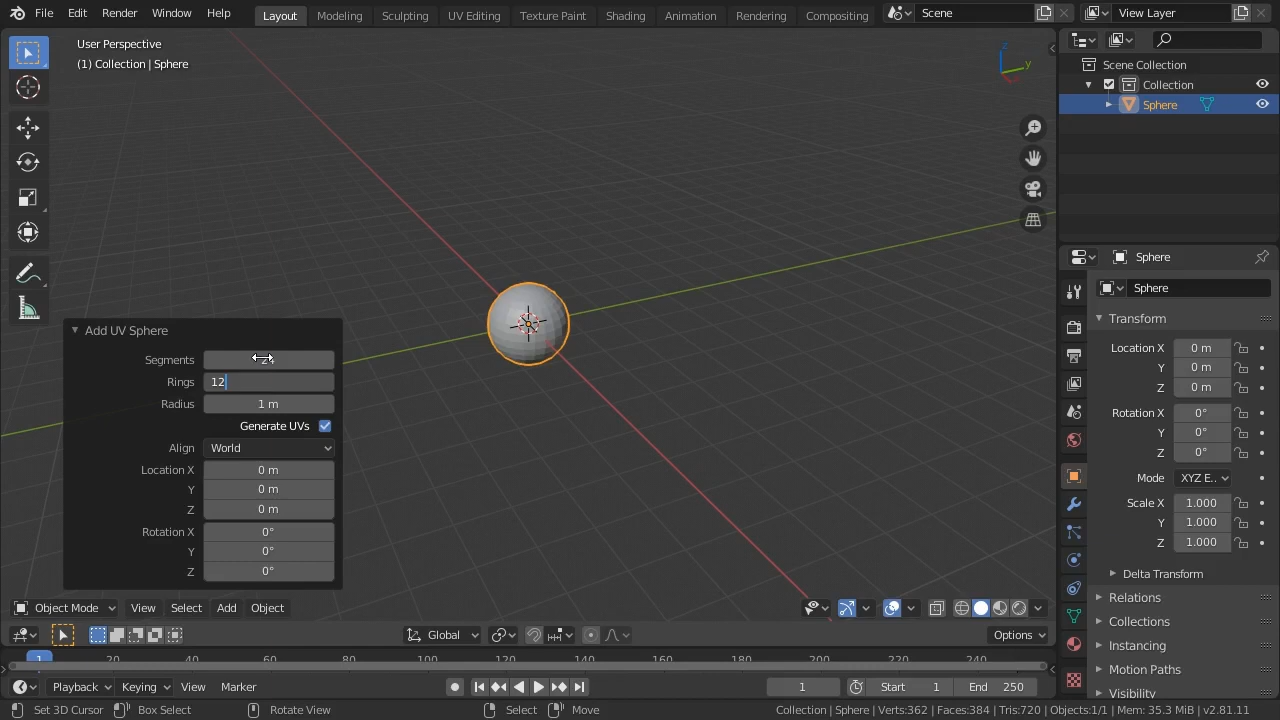 File Edit Render Window Help Layout Modeling Sculpting UV Editing Texture Paint Shading Animation Rendering Compositing Scene View Layer
User Perspective
(1) Collection | Sphere
z
y
Scene Collection
Collection
Sphere
Sphere
Sphere
Transform
Location X 0 m
Y 0 m
Z 0 m
Rotation X 0°
Y 0°
Z 0°
Mode XYZ E..
Scale X 1.000
Y 1.000
Z 1.000
Delta Transform
Relations
Collections
Instancing
Motion Paths
Visibility
Add UV Sphere
Segments
Rings 12
Radius 1 m
Generate UVs
Align World
Location X 0 m
Y 0 m
Z 0 m
Rotation X 0°
Y 0°
Z 0°
Object Mode View Select Add Object
Global Options
1 20 40 60 80 100 120 140 160 180 200 220 240
Playback Keying View Marker 1 Start 1 End 250
Set 3D Cursor Box Select Rotate View Select Move Collection | Sphere | Verts:362 | Faces:384 | Tris:720 | Objects:1/1 | Mem: 35.3 MiB | v2.81.11